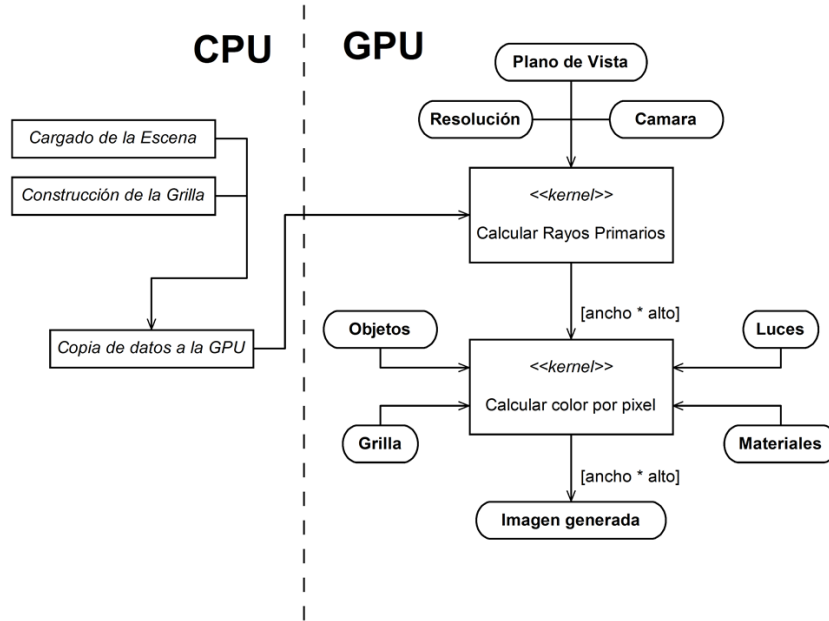 CPU
GPU
Plano de Vista
Resolución
Camara
Cargado de la Escena
Construcción de la Grilla
<<kernel>>
Calcular Rayos Primarios
[ancho * alto]
Copia de datos a la GPU
Objetos
Luces
<<kernel>>
Calcular color por pixel
Grilla
Materiales
[ancho * alto]
Imagen generada